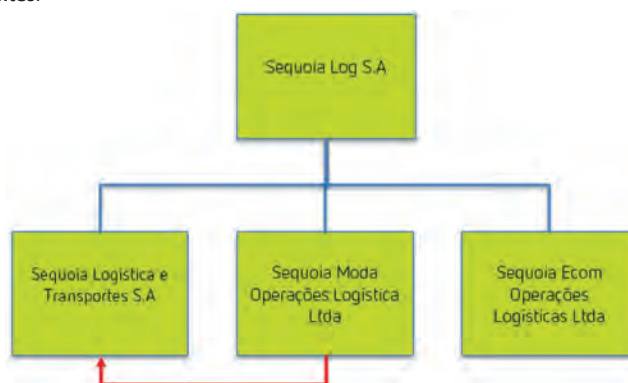 Sequoia Log S.A
Sequoia Logística e
Transportes S.A
Sequoia Moda
Operações Logística
Ltda
Sequoia Ecom
Operações
Logísticas Ltda